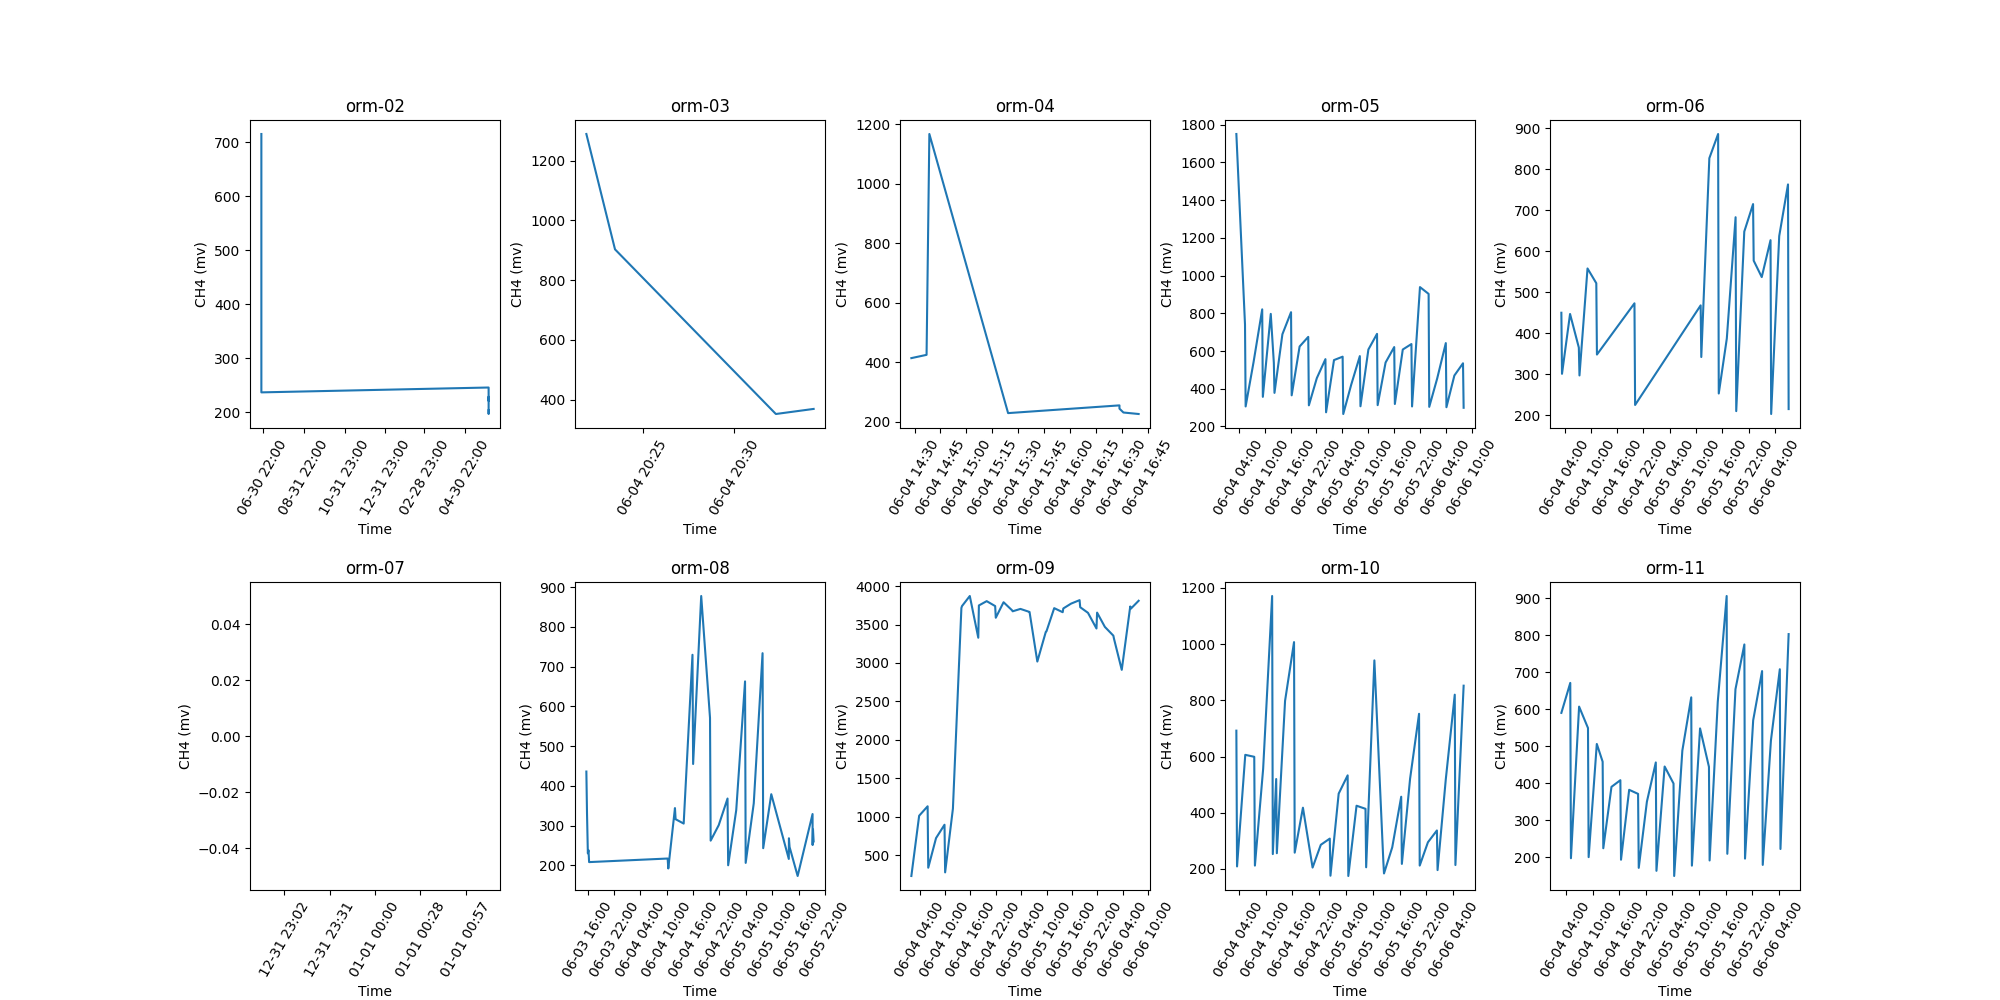 orm-02 orm-03 orm-04 orm-05 orm-06
CH4 (mv) CH4 (mv) CH4 (mv) CH4 (mv) CH4 (mv)
700
600
500
400
300
200
06-30 22:00 08-31 22:00 10-31 23:00 12-31 23:00 02-28 23:00 04-30 22:00
Time
1200
1000
800
600
400
06-04 20:25 06-04 20:30
Time
1200
1000
800
600
400
200
06-04 14:30 06-04 14:45 06-04 15:00 06-04 15:15 06-04 15:30 06-04 15:45 06-04 16:00 06-04 16:15 06-04 16:30 06-04 16:45
Time
1800
1600
1400
1200
1000
800
600
400
200
06-04 04:00 06-04 10:00 06-04 16:00 06-04 22:00 06-05 04:00 06-05 10:00 06-05 16:00 06-05 22:00 06-06 04:00 06-06 10:00
Time
900
800
700
600
500
400
300
200
06-04 04:00 06-04 10:00 06-04 16:00 06-04 22:00 06-05 04:00 06-05 10:00 06-05 16:00 06-05 22:00 06-06 04:00
Time
orm-07 orm-08 orm-09 orm-10 orm-11
CH4 (mv) CH4 (mv) CH4 (mv) CH4 (mv) CH4 (mv)
0.04
0.02
0.00
−0.02
−0.04
12-31 23:02 12-31 23:31 01-01 00:00 01-01 00:28 01-01 00:57
Time
900
800
700
600
500
400
300
200
06-03 16:00 06-03 22:00 06-04 04:00 06-04 10:00 06-04 16:00 06-04 22:00 06-05 04:00 06-05 10:00 06-05 16:00 06-05 22:00
Time
4000
3500
3000
2500
2000
1500
1000
500
06-04 04:00 06-04 10:00 06-04 16:00 06-04 22:00 06-05 04:00 06-05 10:00 06-05 16:00 06-05 22:00 06-06 04:00 06-06 10:00
Time
1200
1000
800
600
400
200
06-04 04:00 06-04 10:00 06-04 16:00 06-04 22:00 06-05 04:00 06-05 10:00 06-05 16:00 06-05 22:00 06-06 04:00
Time
900
800
700
600
500
400
300
200
06-04 04:00 06-04 10:00 06-04 16:00 06-04 22:00 06-05 04:00 06-05 10:00 06-05 16:00 06-05 22:00 06-06 04:00
Time